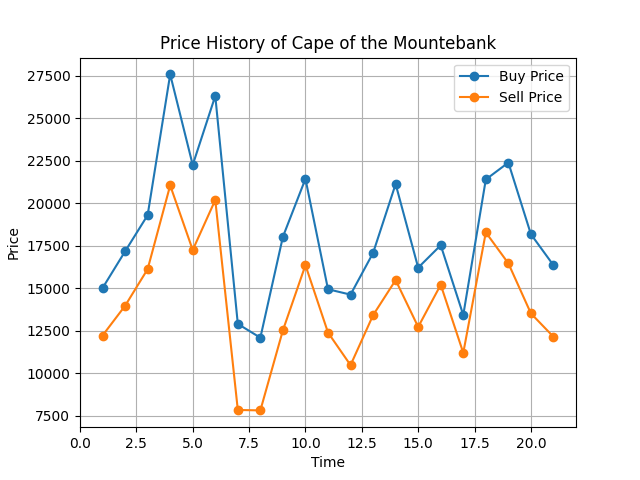 Price History of Cape of the Mountebank
Buy Price
Sell Price
27500
25000
22500
20000
17500
15000
12500
10000
7500
Price
0.0 2.5 5.0 7.5 10.0 12.5 15.0 17.5 20.0
Time